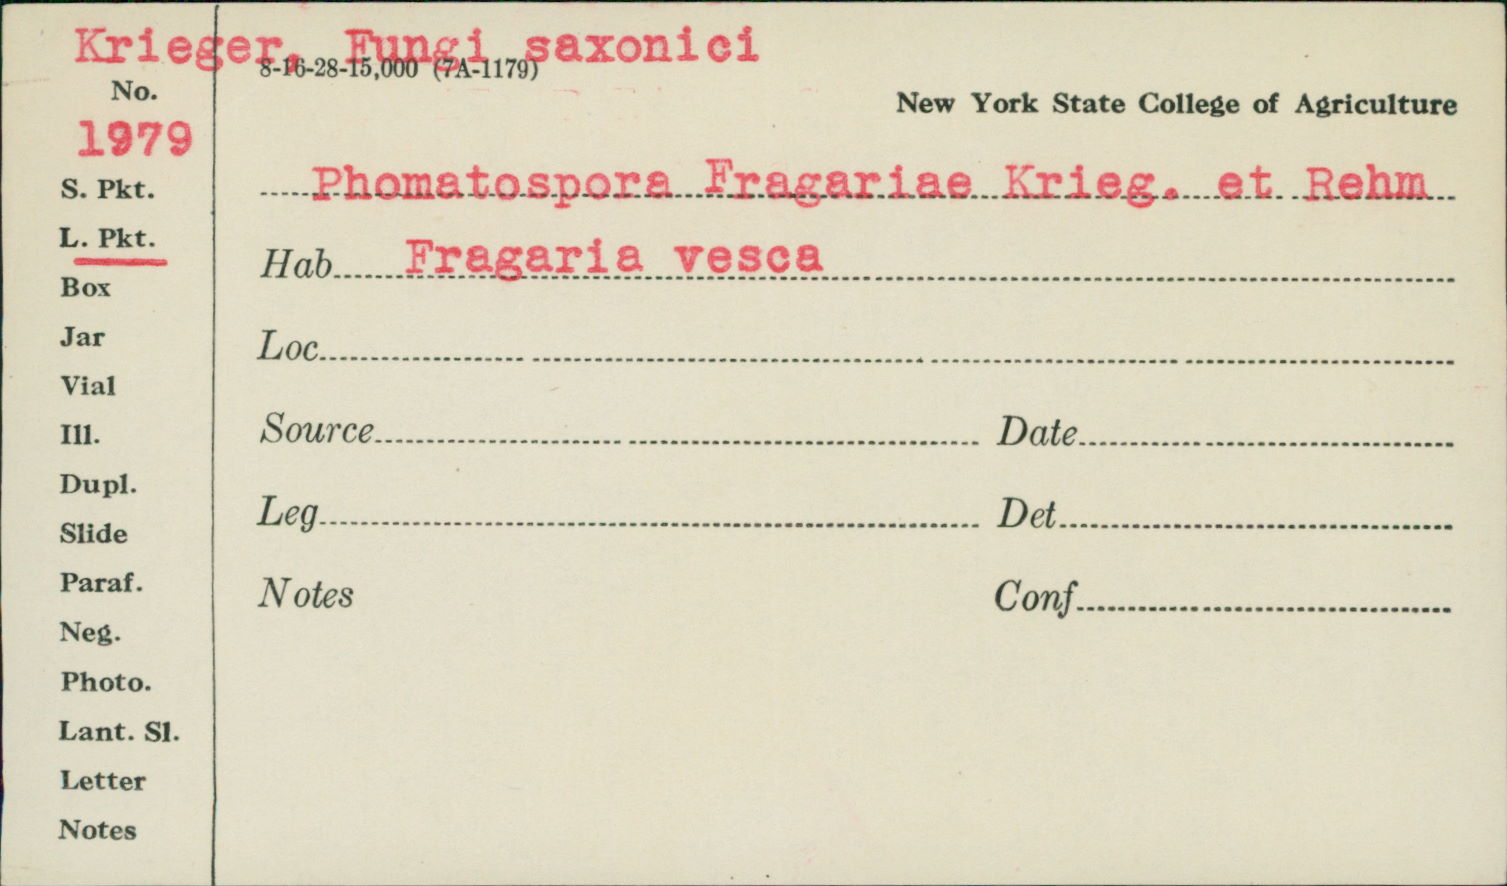 Krieger, Fungi saxonici
8-16-28-15,000 (7A-1179)
No.
New York State College of Agriculture
1979
S. Pkt.
Phomatospora Fragariae Krieg. et Rehm
L. Pkt.
Hab. Fragaria vesca
Box
Jar
Loc.
Vial
Ill.
Source
Date
Dupl.
Leg.
Det.
Slide
Paraf.
Notes
Conf.
Neg.
Photo.
Lant. Sl.
Letter
Notes